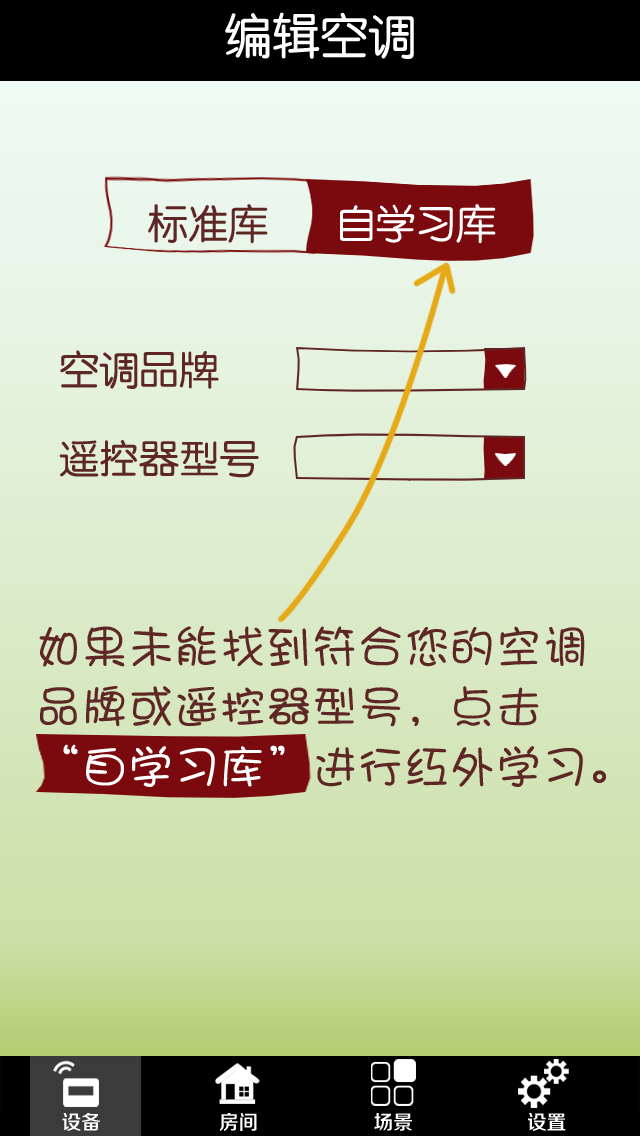 编辑空调
标准库 自学习库
空调品牌
遥控器型号
如果未能找到符合您的空调
品牌或遥控器型号，点击
“自学习库”进行红外学习。
设备 房间 场景 设置